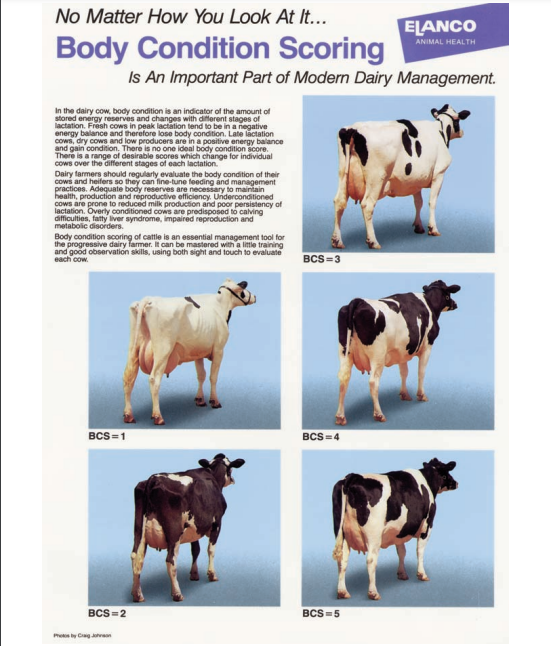 No Matter How You Look At It...
Body Condition Scoring
ELANCO
ANIMAL HEALTH
Is An Important Part of Modern Dairy Management.
In the dairy cow, body condition is an indicator of the amount of
stored energy reserves and changes with different stages of
lactation. Fresh cows in peak lactation tend to be in a negative
energy balance and therefore lose body condition. Late lactation
cows, dry cows and low producers are in a positive energy balance
and gain condition. There is no one ideal body condition score.
There is a range of desirable scores which change for individual
cows over the different stages of each lactation.
Dairy farmers should regularly evaluate the body condition of their
cows and heifers so they can fine-tune feeding and management
practices. Adequate body reserves are necessary to maintain
health, production and reproductive efficiency. Underconditioned
cows are prone to reduced milk production and poor persistency of
lactation. Overly conditioned cows are predisposed to calving
difficulties, fatty liver syndrome, impaired reproduction and
metabolic disorders.
Body condition scoring of cattle is an essential management tool for
the progressive dairy farmer. It can be mastered with a little training
and good observation skills, using both sight and touch to evaluate
each cow.
BCS=3
BCS=1
BCS=4
BCS=2
BCS=5
Photos by Craig Johnson